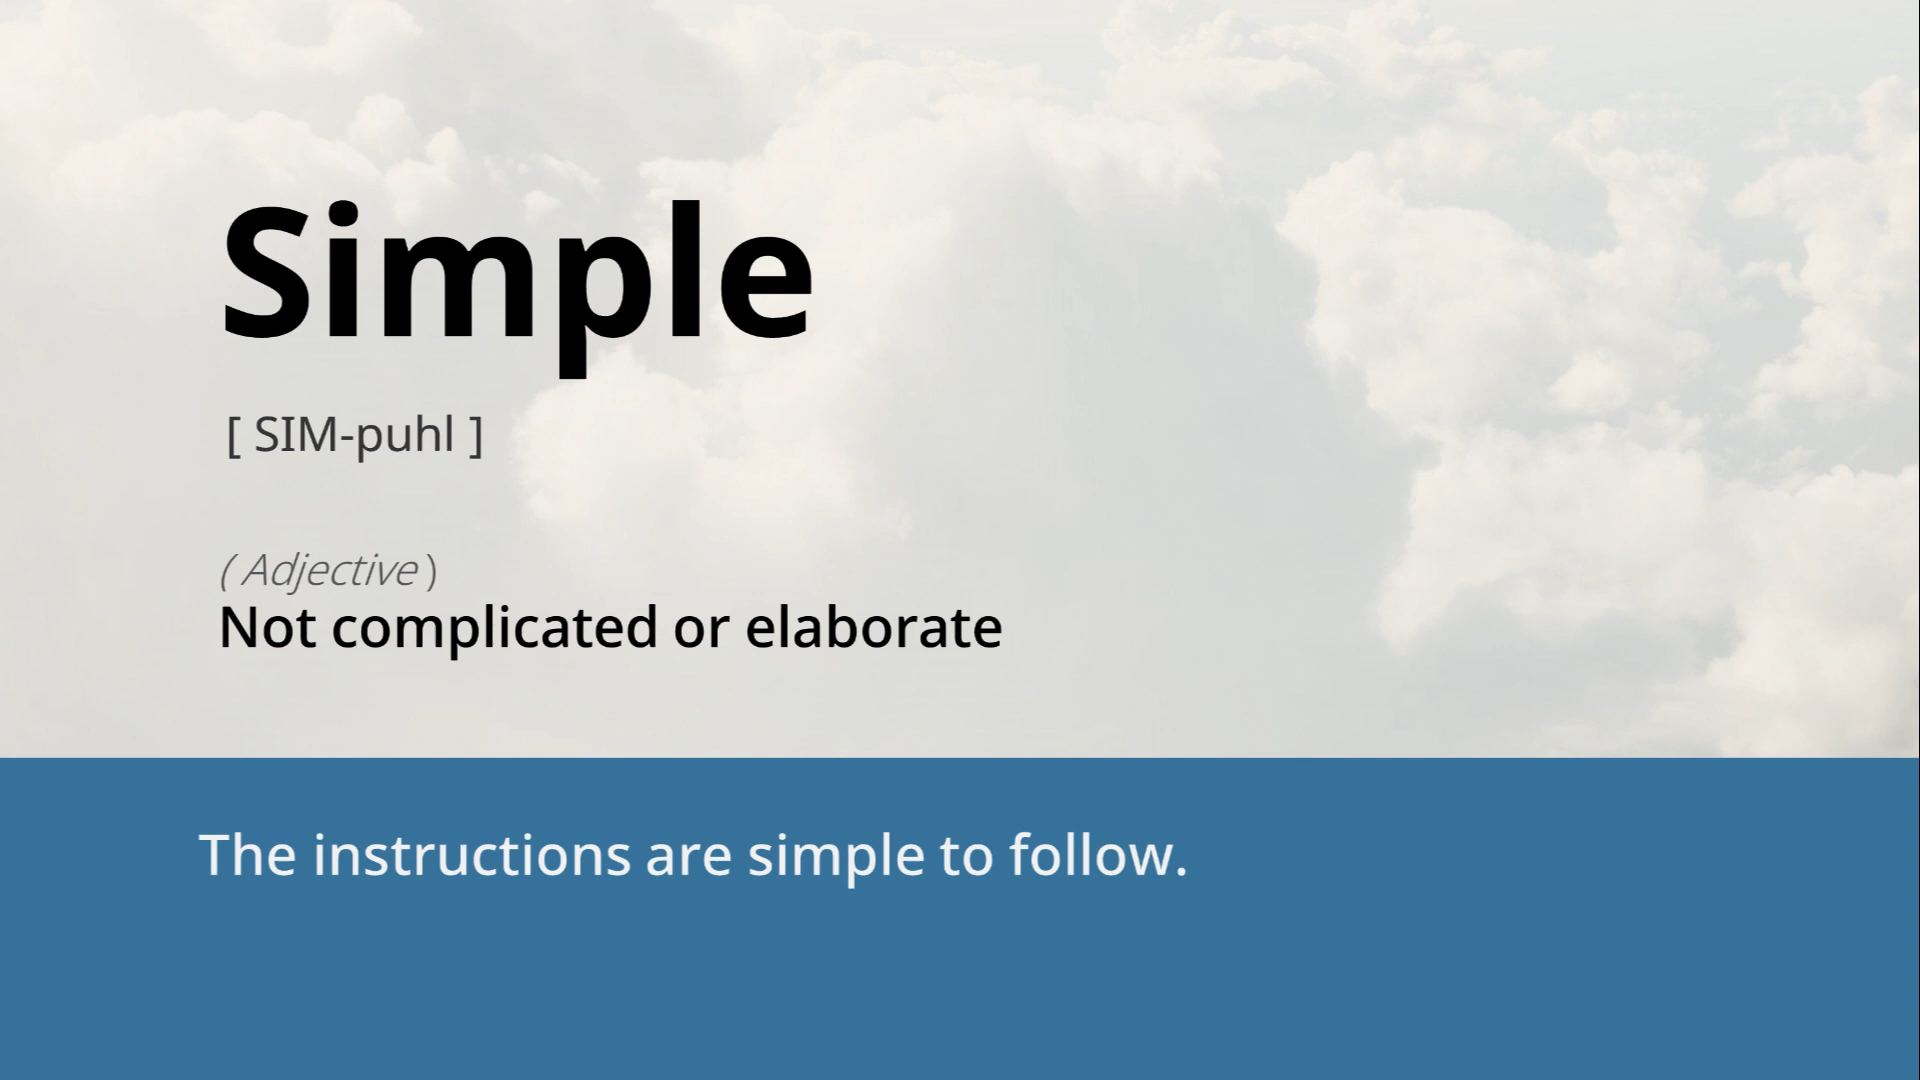 Simple
[ SIM-puhl ]
( Adjective )
Not complicated or elaborate
The instructions are simple to follow.